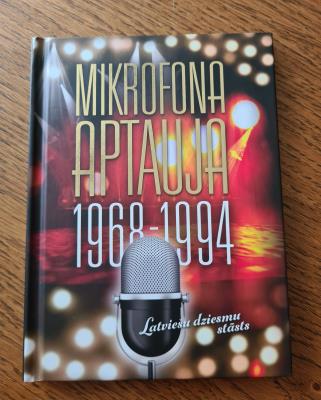 MIKROFONA
APTAUJA
1968-1994
Latviešu dziesmu
stāsts